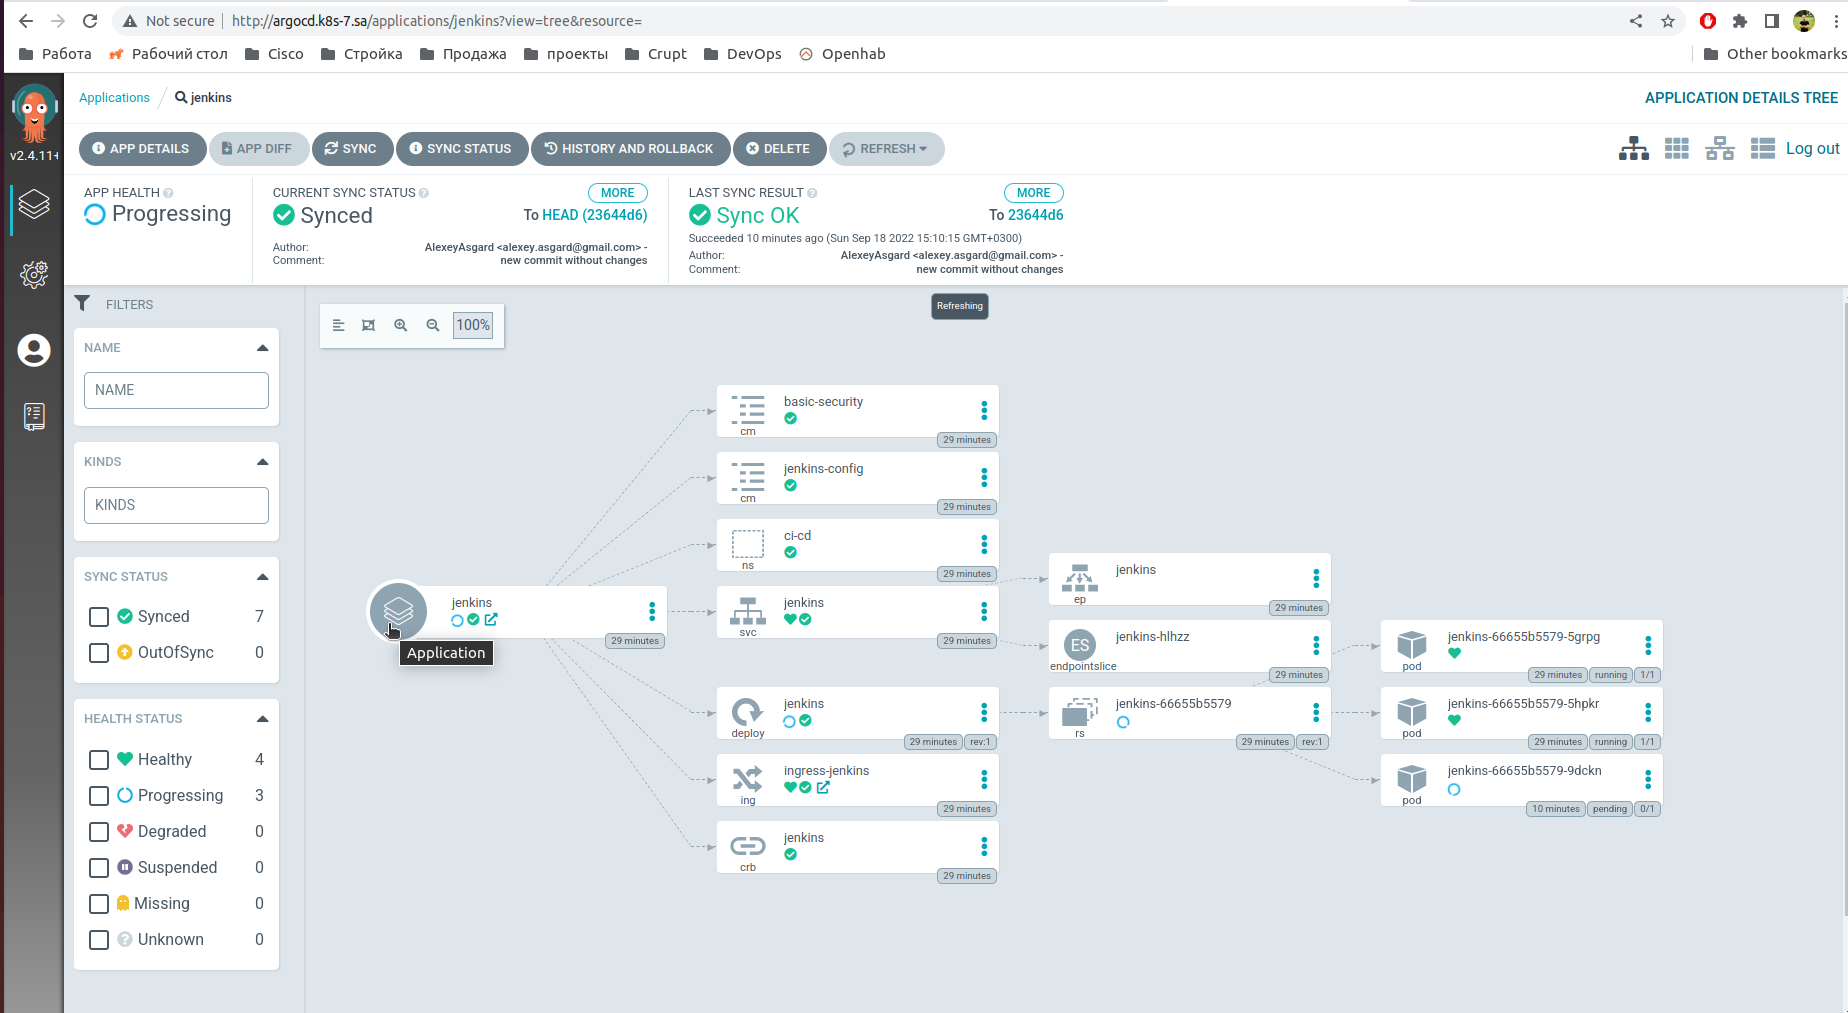 Not secure | http://argocd.k8s-7.sa/applications/jenkins?view=tree&resource=
Работа Рабочий стол Cisco Стройка Продажа проекты Crupt DevOps Openhab Other bookmarks
Applications / jenkins APPLICATION DETAILS TREE
v2.4.11+
APP DETAILS APP DIFF SYNC SYNC STATUS HISTORY AND ROLLBACK DELETE REFRESH Log out
APP HEALTH
Progressing
CURRENT SYNC STATUS MORE
Synced To HEAD (23644d6)
Author: AlexeyAsgard <alexey.asgard@gmail.com> -
Comment: new commit without changes
LAST SYNC RESULT MORE
Sync OK To 23644d6
Succeeded 10 minutes ago (Sun Sep 18 2022 15:10:15 GMT+0300)
Author: AlexeyAsgard <alexey.asgard@gmail.com> -
Comment: new commit without changes
FILTERS
NAME
NAME
KINDS
KINDS
SYNC STATUS
Synced 7
OutOfSync 0
HEALTH STATUS
Healthy 4
Progressing 3
Degraded 0
Suspended 0
Missing 0
Unknown 0
100%
Refreshing
jenkins
29 minutes
Application
basic-security
cm
29 minutes
jenkins-config
cm
29 minutes
ci-cd
ns
29 minutes
jenkins
svc
29 minutes
jenkins
deploy
29 minutes rev:1
ingress-jenkins
ing
29 minutes
jenkins
crb
29 minutes
jenkins
ep
29 minutes
ES
jenkins-hlhzz
endpointslice
29 minutes
jenkins-66655b5579
rs
29 minutes rev:1
jenkins-66655b5579-5grpg
pod
29 minutes running 1/1
jenkins-66655b5579-5hpkr
pod
29 minutes running 1/1
jenkins-66655b5579-9dckn
pod
10 minutes pending 0/1